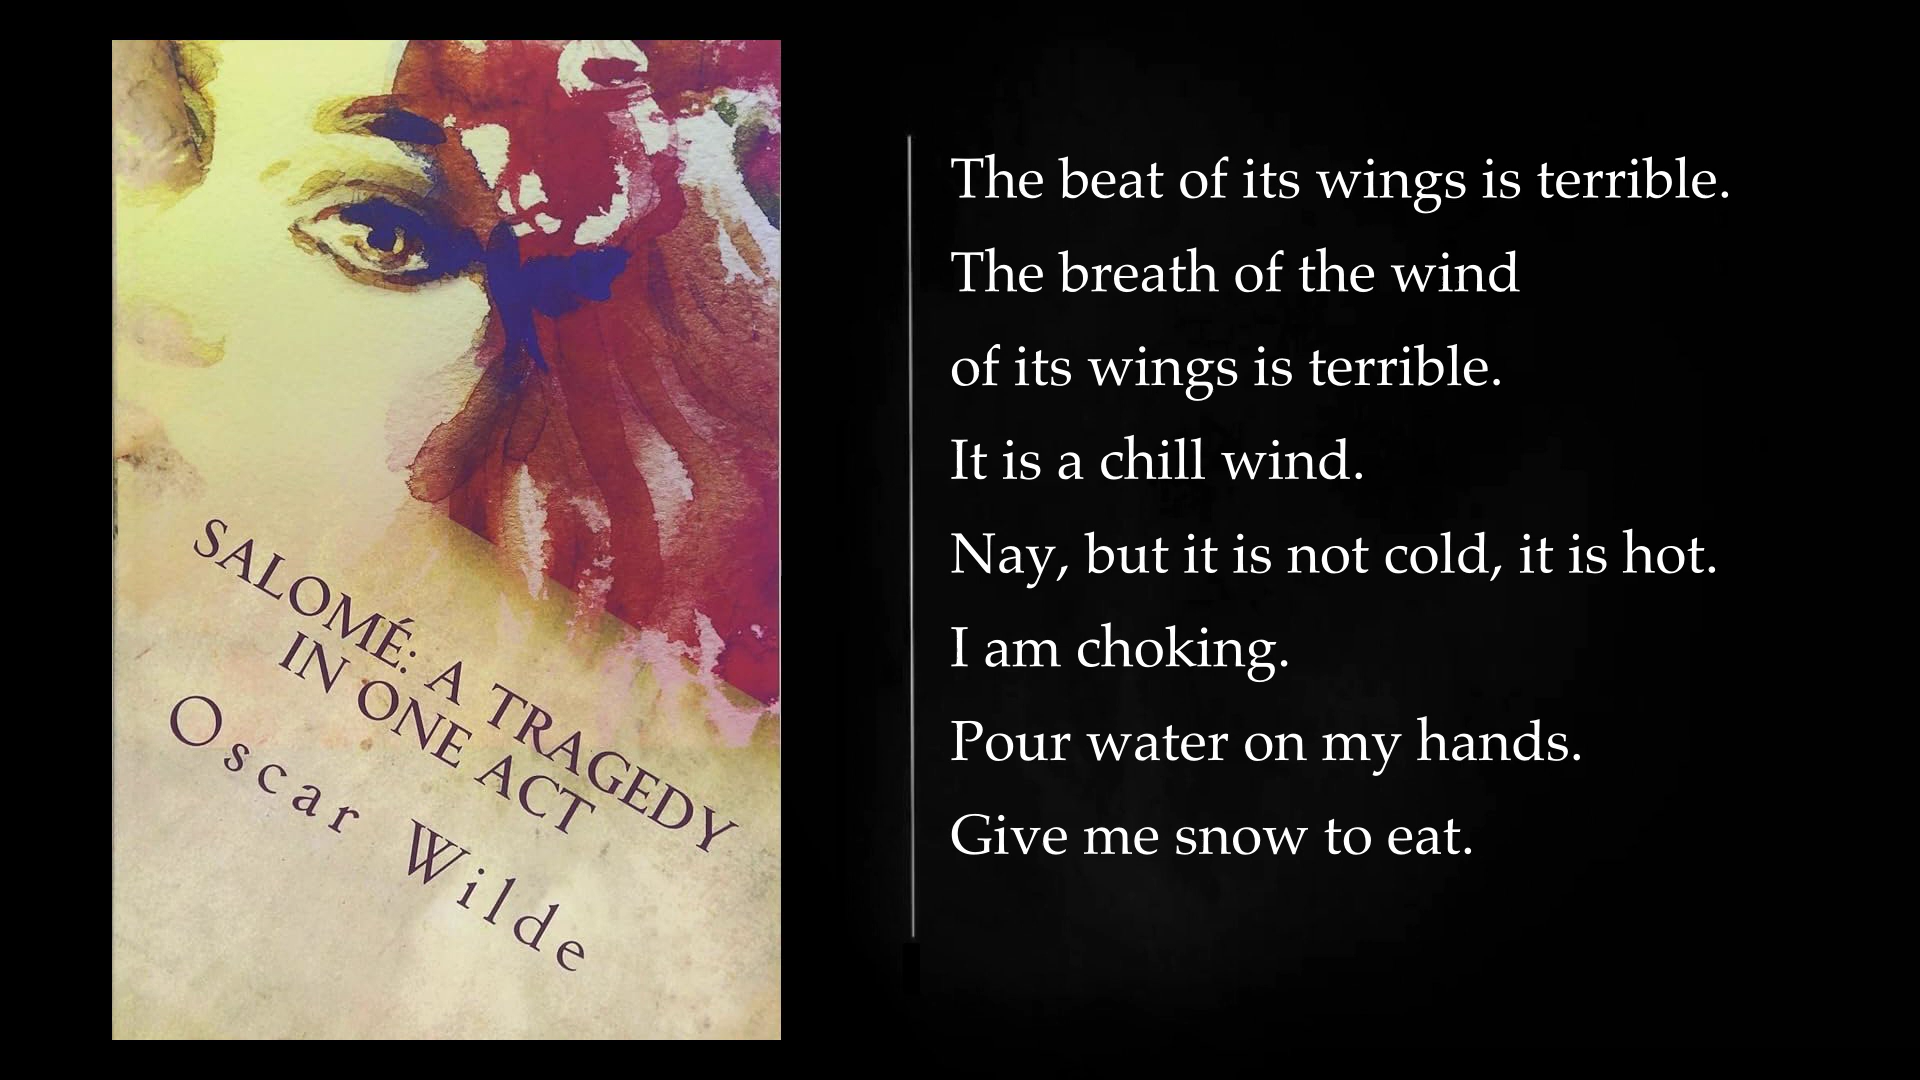 SALOMÉ: A TRAGEDY
IN ONE ACT
Oscar Wilde
The beat of its wings is terrible.
The breath of the wind
of its wings is terrible.
It is a chill wind.
Nay, but it is not cold, it is hot.
I am choking.
Pour water on my hands.
Give me snow to eat.